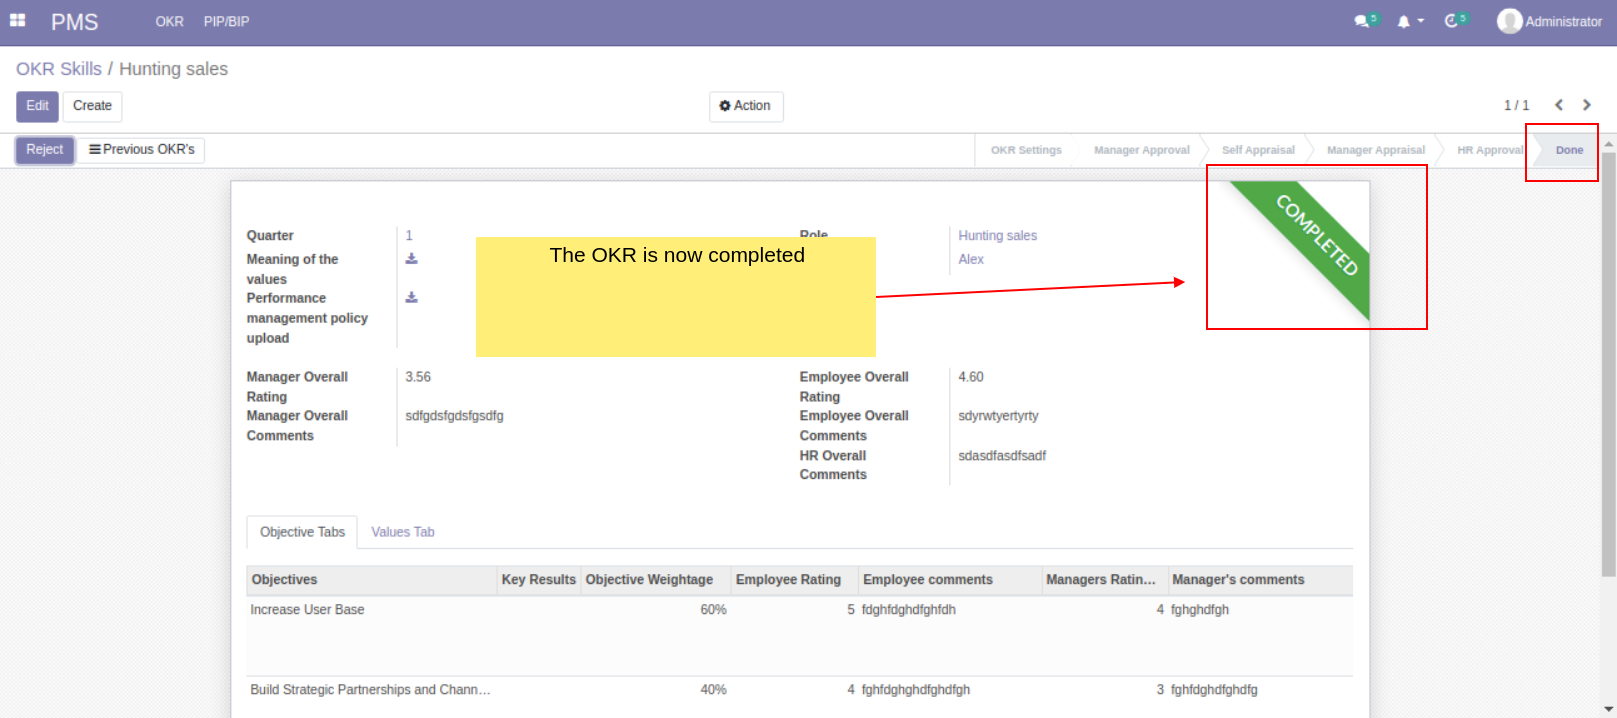 PMS OKR PIP/BIP 5 5 Administrator
OKR Skills / Hunting sales
Edit Create Action 1 / 1
Reject Previous OKR's OKR Settings Manager Approval Self Appraisal Manager Appraisal HR Approval Done
COMPLETED
Quarter 1 Role Hunting sales
The OKR is now completed
Meaning of the Alex
values
Performance
management policy
upload
Manager Overall 3.56 Employee Overall 4.60
Rating Rating
Manager Overall sdfgdsfgdsfgsdfg Employee Overall sdyrwtyertyrty
Comments Comments
HR Overall sdasdfasdfsadf
Comments
Objective Tabs Values Tab
Objectives Key Results Objective Weightage Employee Rating Employee comments Managers Ratin... Manager's comments
Increase User Base 60% 5 fdghfdghdfghfdh 4 fghghdfgh
Build Strategic Partnerships and Chann... 40% 4 fghfdghghdfghdfgh 3 fghfdghdfghdfg